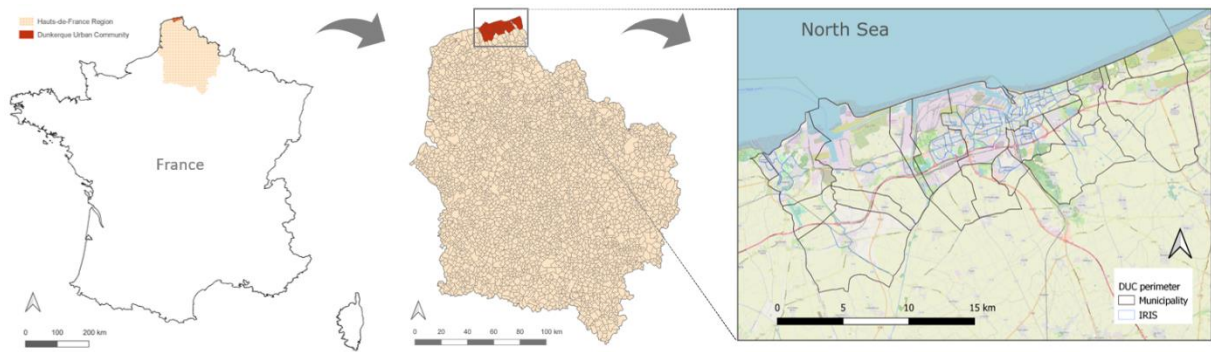 Hauts-de-France Region
Dunkerque Urban Community
France
0 100 200 km
0 20 40 60 80 100 km
North Sea
0 5 10 15 km
DUC perimeter
Municipality
IRIS